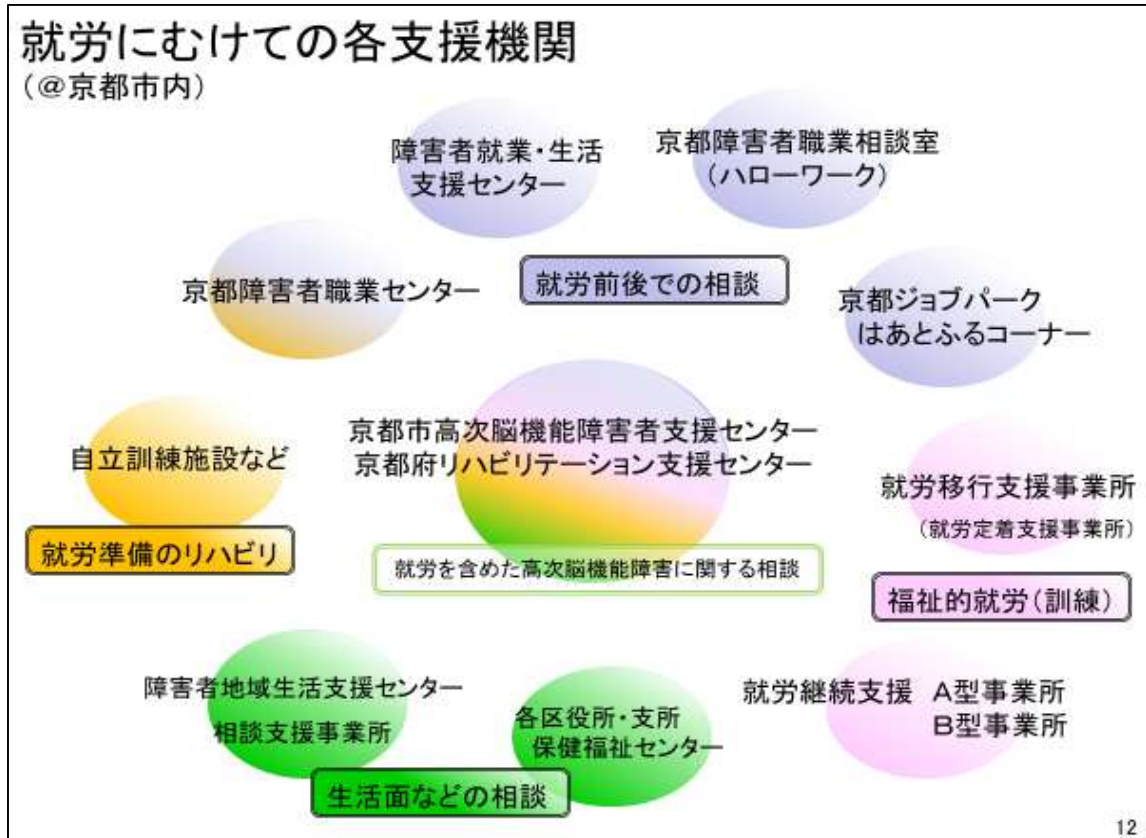 就労にむけての各支援機関
(@京都市内)
障害者就業・生活
支援センター
京都障害者職業相談室
(ハローワーク)
京都障害者職業センター
就労前後での相談
京都ジョブパーク
はあとふるコーナー
自立訓練施設など
就労準備のリハビリ
京都市高次脳機能障害者支援センター
京都府リハビリテーション支援センター
就労を含めた高次脳機能障害に関する相談
就労移行支援事業所
(就労定着支援事業所)
福祉的就労(訓練)
障害者地域生活支援センター
相談支援事業所
各区役所・支所
保健福祉センター
生活面などの相談
就労継続支援 A型事業所
B型事業所
12